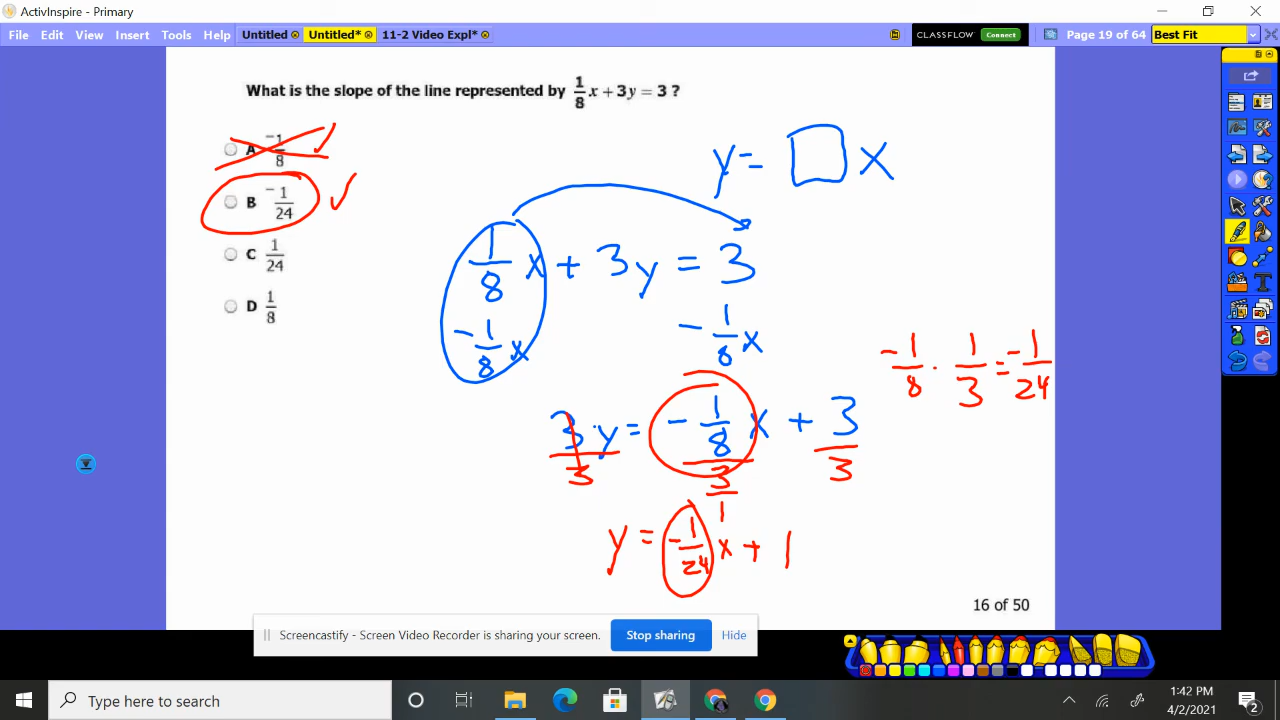 ActivInspire - Primary
File Edit View Insert Tools Help Untitled Untitled* 11-2 Video Expl* CLASSFLOW Connect Page 19 of 64 Best Fit
What is the slope of the line represented by 1/8 x + 3y = 3 ?
A -1/8
B -1/24
C 1/24
D 1/8
y = □ x
1/8 x + 3y = 3
-1/8 x -1/8 x
-1/8 · 1/3 = -1/24
3·y = -1/8 x + 3
3 3 3
1
y = -1/24 x + 1
16 of 50
Screencastify - Screen Video Recorder is sharing your screen. Stop sharing Hide
Type here to search
1:42 PM
4/2/2021
2